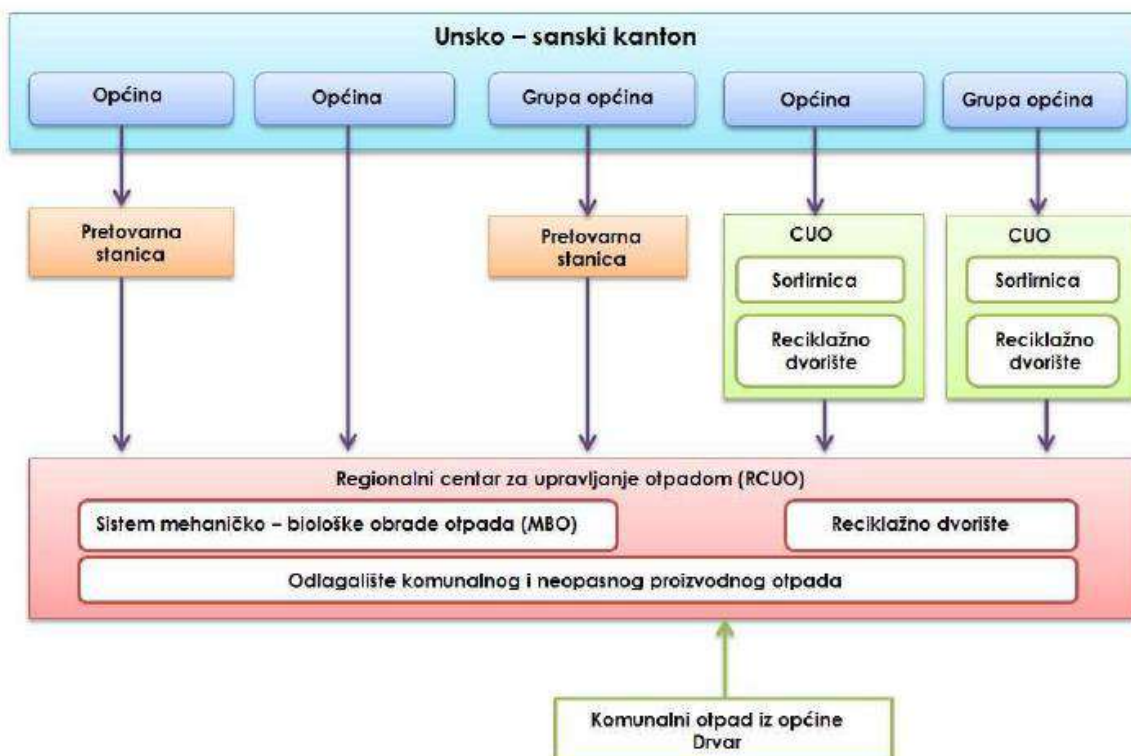 Unsko – sanski kanton
Općina
Općina
Grupa općina
Općina
Grupa općina
Pretovarna
stanica
Pretovarna
stanica
CUO
Sortirnica
Reciklažno
dvorište
CUO
Sortirnica
Reciklažno
dvorište
Regionalni centar za upravljanje otpadom (RCUO)
Sistem mehaničko – biološke obrade otpada (MBO)
Reciklažno dvorište
Odlagalište komunalnog i neopasnog proizvodnog otpada
Komunalni otpad iz općine
Drvar